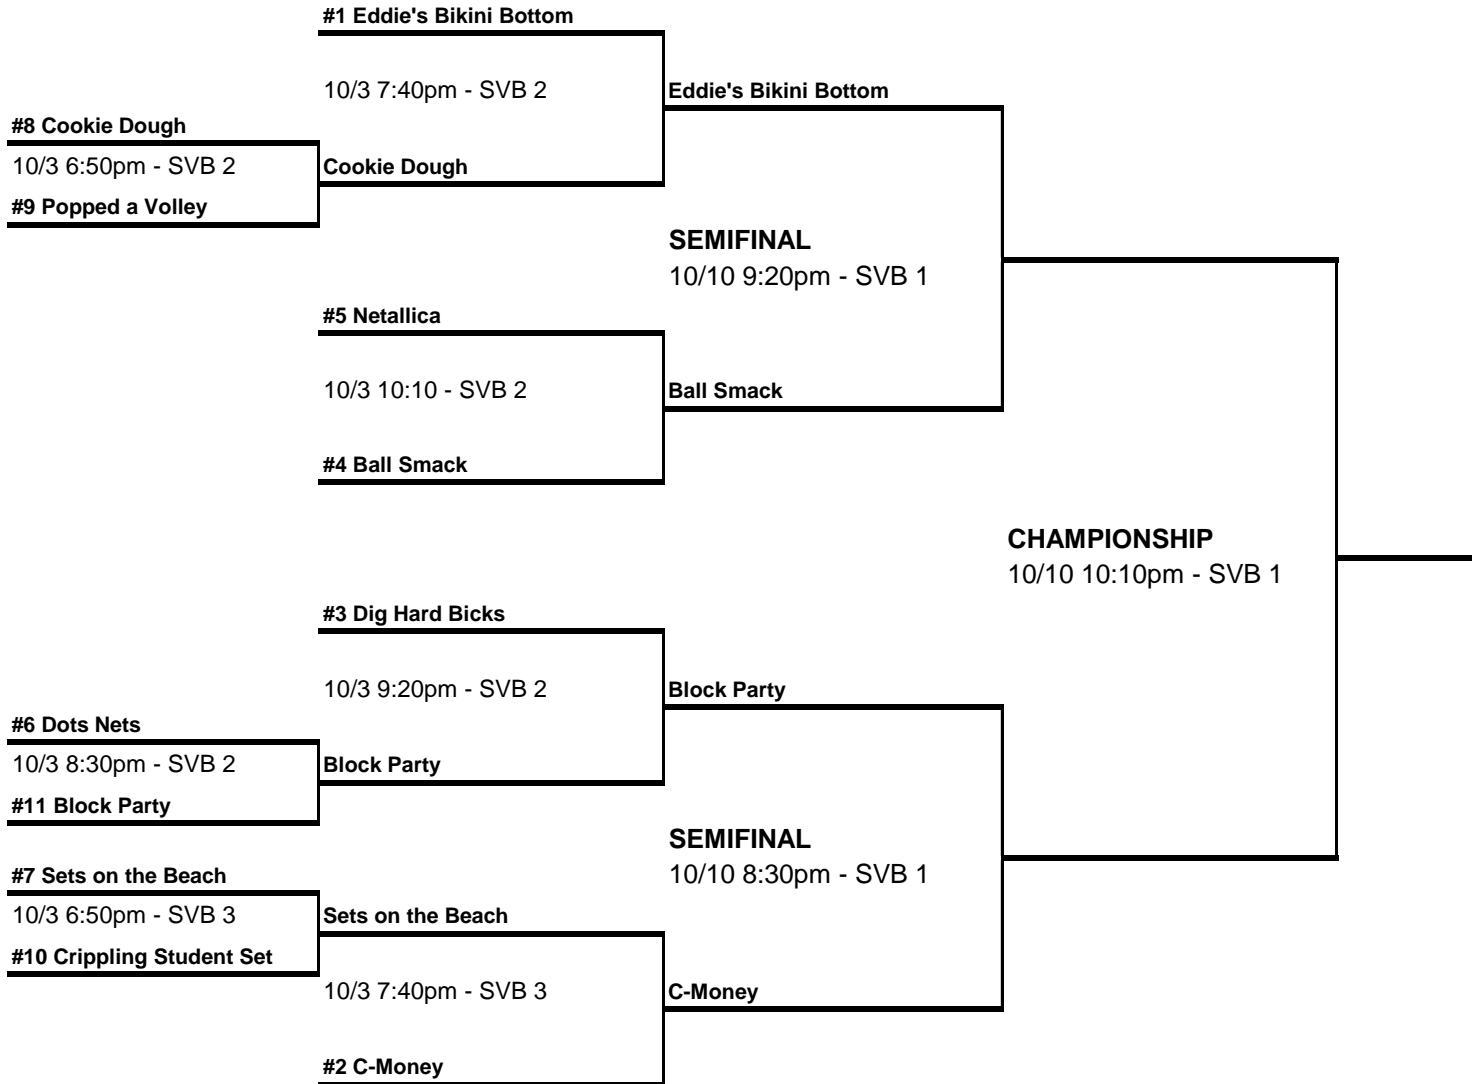 #1 Eddie's Bikini Bottom
10/3 7:40pm - SVB 2
Eddie's Bikini Bottom
#8 Cookie Dough
10/3 6:50pm - SVB 2
Cookie Dough
#9 Popped a Volley
SEMIFINAL
10/10 9:20pm - SVB 1
#5 Netallica
10/3 10:10 - SVB 2
Ball Smack
#4 Ball Smack
CHAMPIONSHIP
10/10 10:10pm - SVB 1
#3 Dig Hard Bicks
10/3 9:20pm - SVB 2
Block Party
#6 Dots Nets
10/3 8:30pm - SVB 2
Block Party
#11 Block Party
SEMIFINAL
10/10 8:30pm - SVB 1
#7 Sets on the Beach
10/3 6:50pm - SVB 3
Sets on the Beach
#10 Crippling Student Set
10/3 7:40pm - SVB 3
C-Money
#2 C-Money